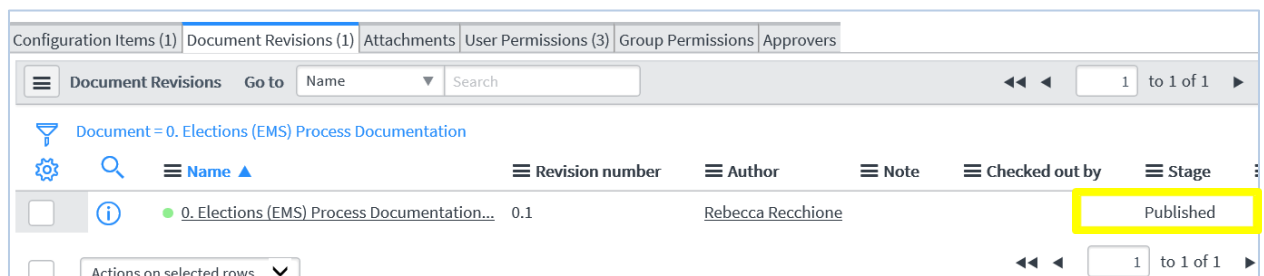 Configuration Items (1) Document Revisions (1) Attachments User Permissions (3) Group Permissions Approvers
Document Revisions Go to Name Search 1 to 1 of 1
Document = 0. Elections (EMS) Process Documentation
Name Revision number Author Note Checked out by Stage
0. Elections (EMS) Process Documentation... 0.1 Rebecca Recchione Published
Actions on selected rows 1 to 1 of 1